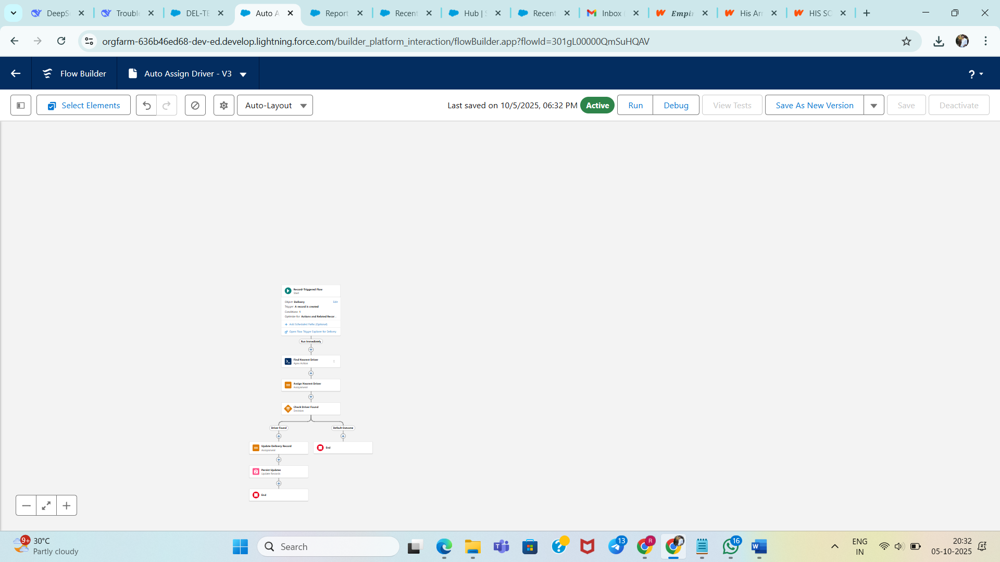 DeepS
Trouble
DEL-TE
Auto A
Report
Recent
Hub | S
Recent
Inbox
Empir
His Arr
HIS SC
orgfarm-636b46ed68-dev-ed.develop.lightning.force.com/builder_platform_interaction/flowBuilder.app?flowId=301gL00000QmSuHQAV
Flow Builder
Auto Assign Driver - V3
?
Select Elements
Auto-Layout
Last saved on 10/5/2025, 06:32 PM
Active
Run
Debug
View Tests
Save As New Version
Save
Deactivate
Record-Triggered Flow
Start
Object: Delivery
Edit
Trigger: A record is created
Conditions: 1
Optimize for: Actions and Related Recor...
+ Add Scheduled Paths (Optional)
Open Flow Trigger Explorer for Delivery
Run Immediately
Find Nearest Driver
Apex Action
Assign Nearest Driver
Assignment
Check Driver Found
Decision
Driver Found
Default Outcome
Update Delivery Record
Assignment
End
Persist Updates
Update Records
End
9+
30°C
Partly cloudy
Search
13
R
16
ENG
IN
20:32
05-10-2025